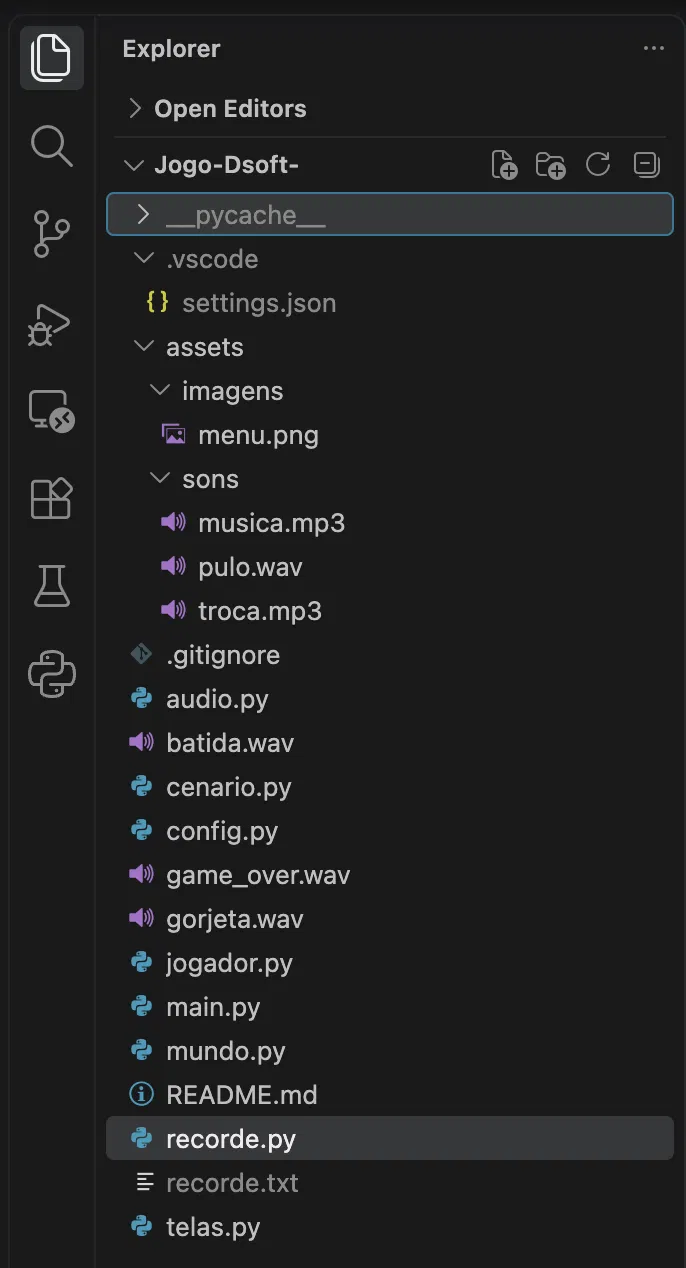 Explorer
Open Editors
Jogo-Dsoft-
__pycache__
.vscode
settings.json
assets
imagens
menu.png
sons
musica.mp3
pulo.wav
troca.mp3
.gitignore
audio.py
batida.wav
cenario.py
config.py
game_over.wav
gorjeta.wav
jogador.py
main.py
mundo.py
README.md
recorde.py
recorde.txt
telas.py